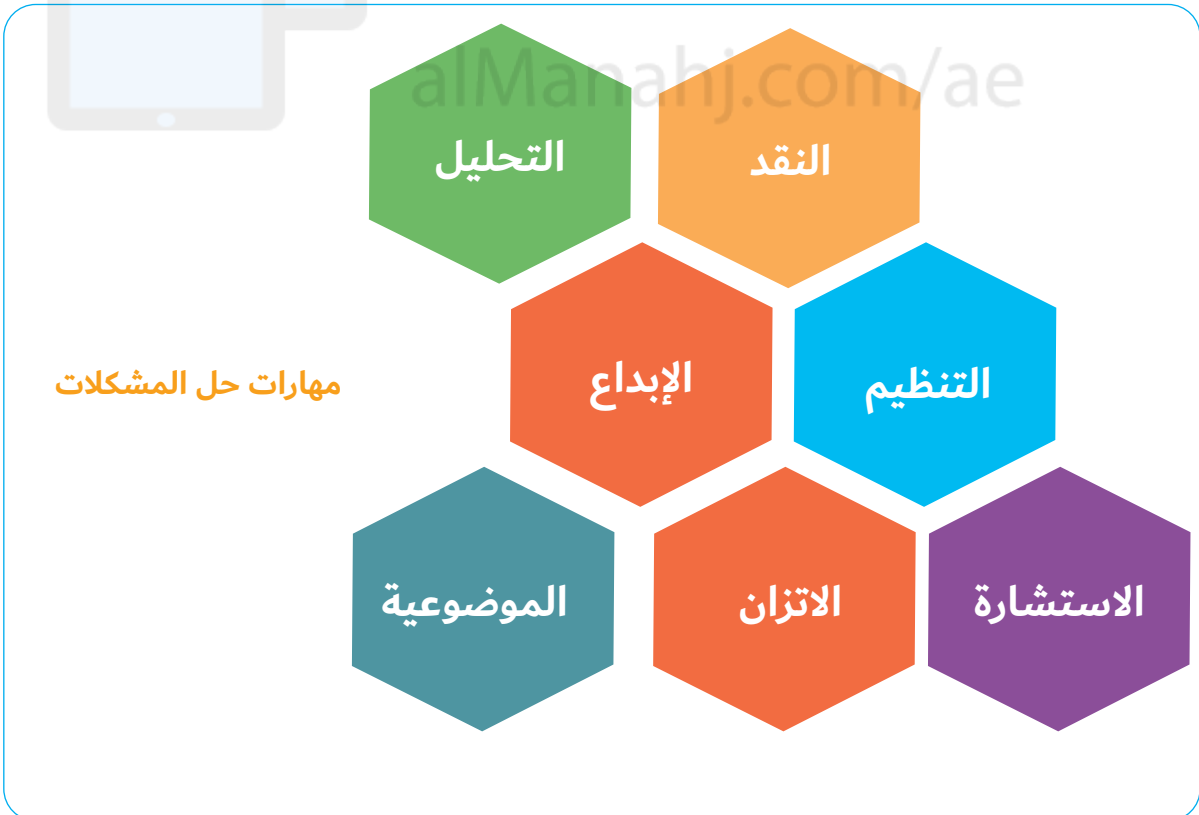 alManahj.com/ae
النقد
التحليل
التنظيم
الإبداع
مهارات حل المشكلات
الاستشارة
الاتزان
الموضوعية